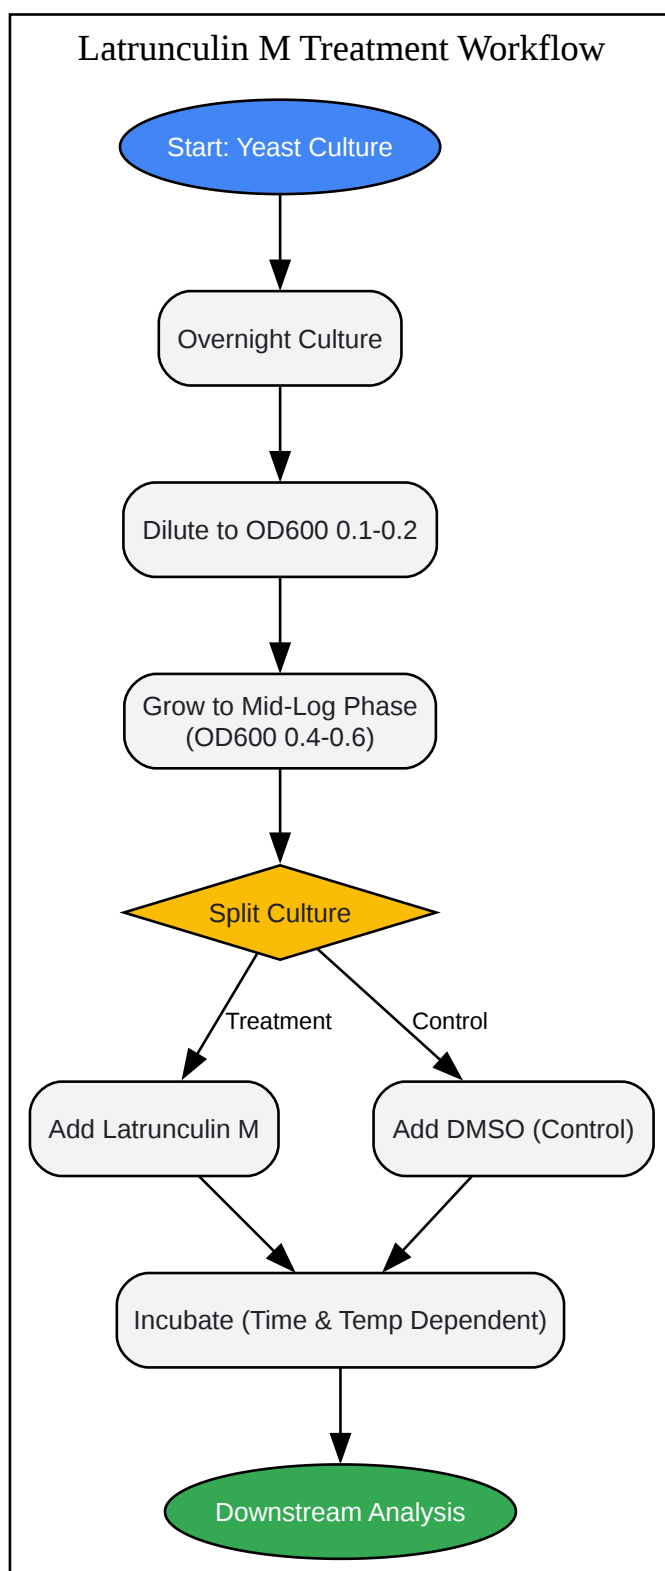 Latrunculin M Treatment Workflow
Start: Yeast Culture
Overnight Culture
Dilute to OD600 0.1-0.2
Grow to Mid-Log Phase
(OD600 0.4-0.6)
Split Culture
Treatment
Control
Add Latrunculin M
Add DMSO (Control)
Incubate (Time & Temp Dependent)
Downstream Analysis